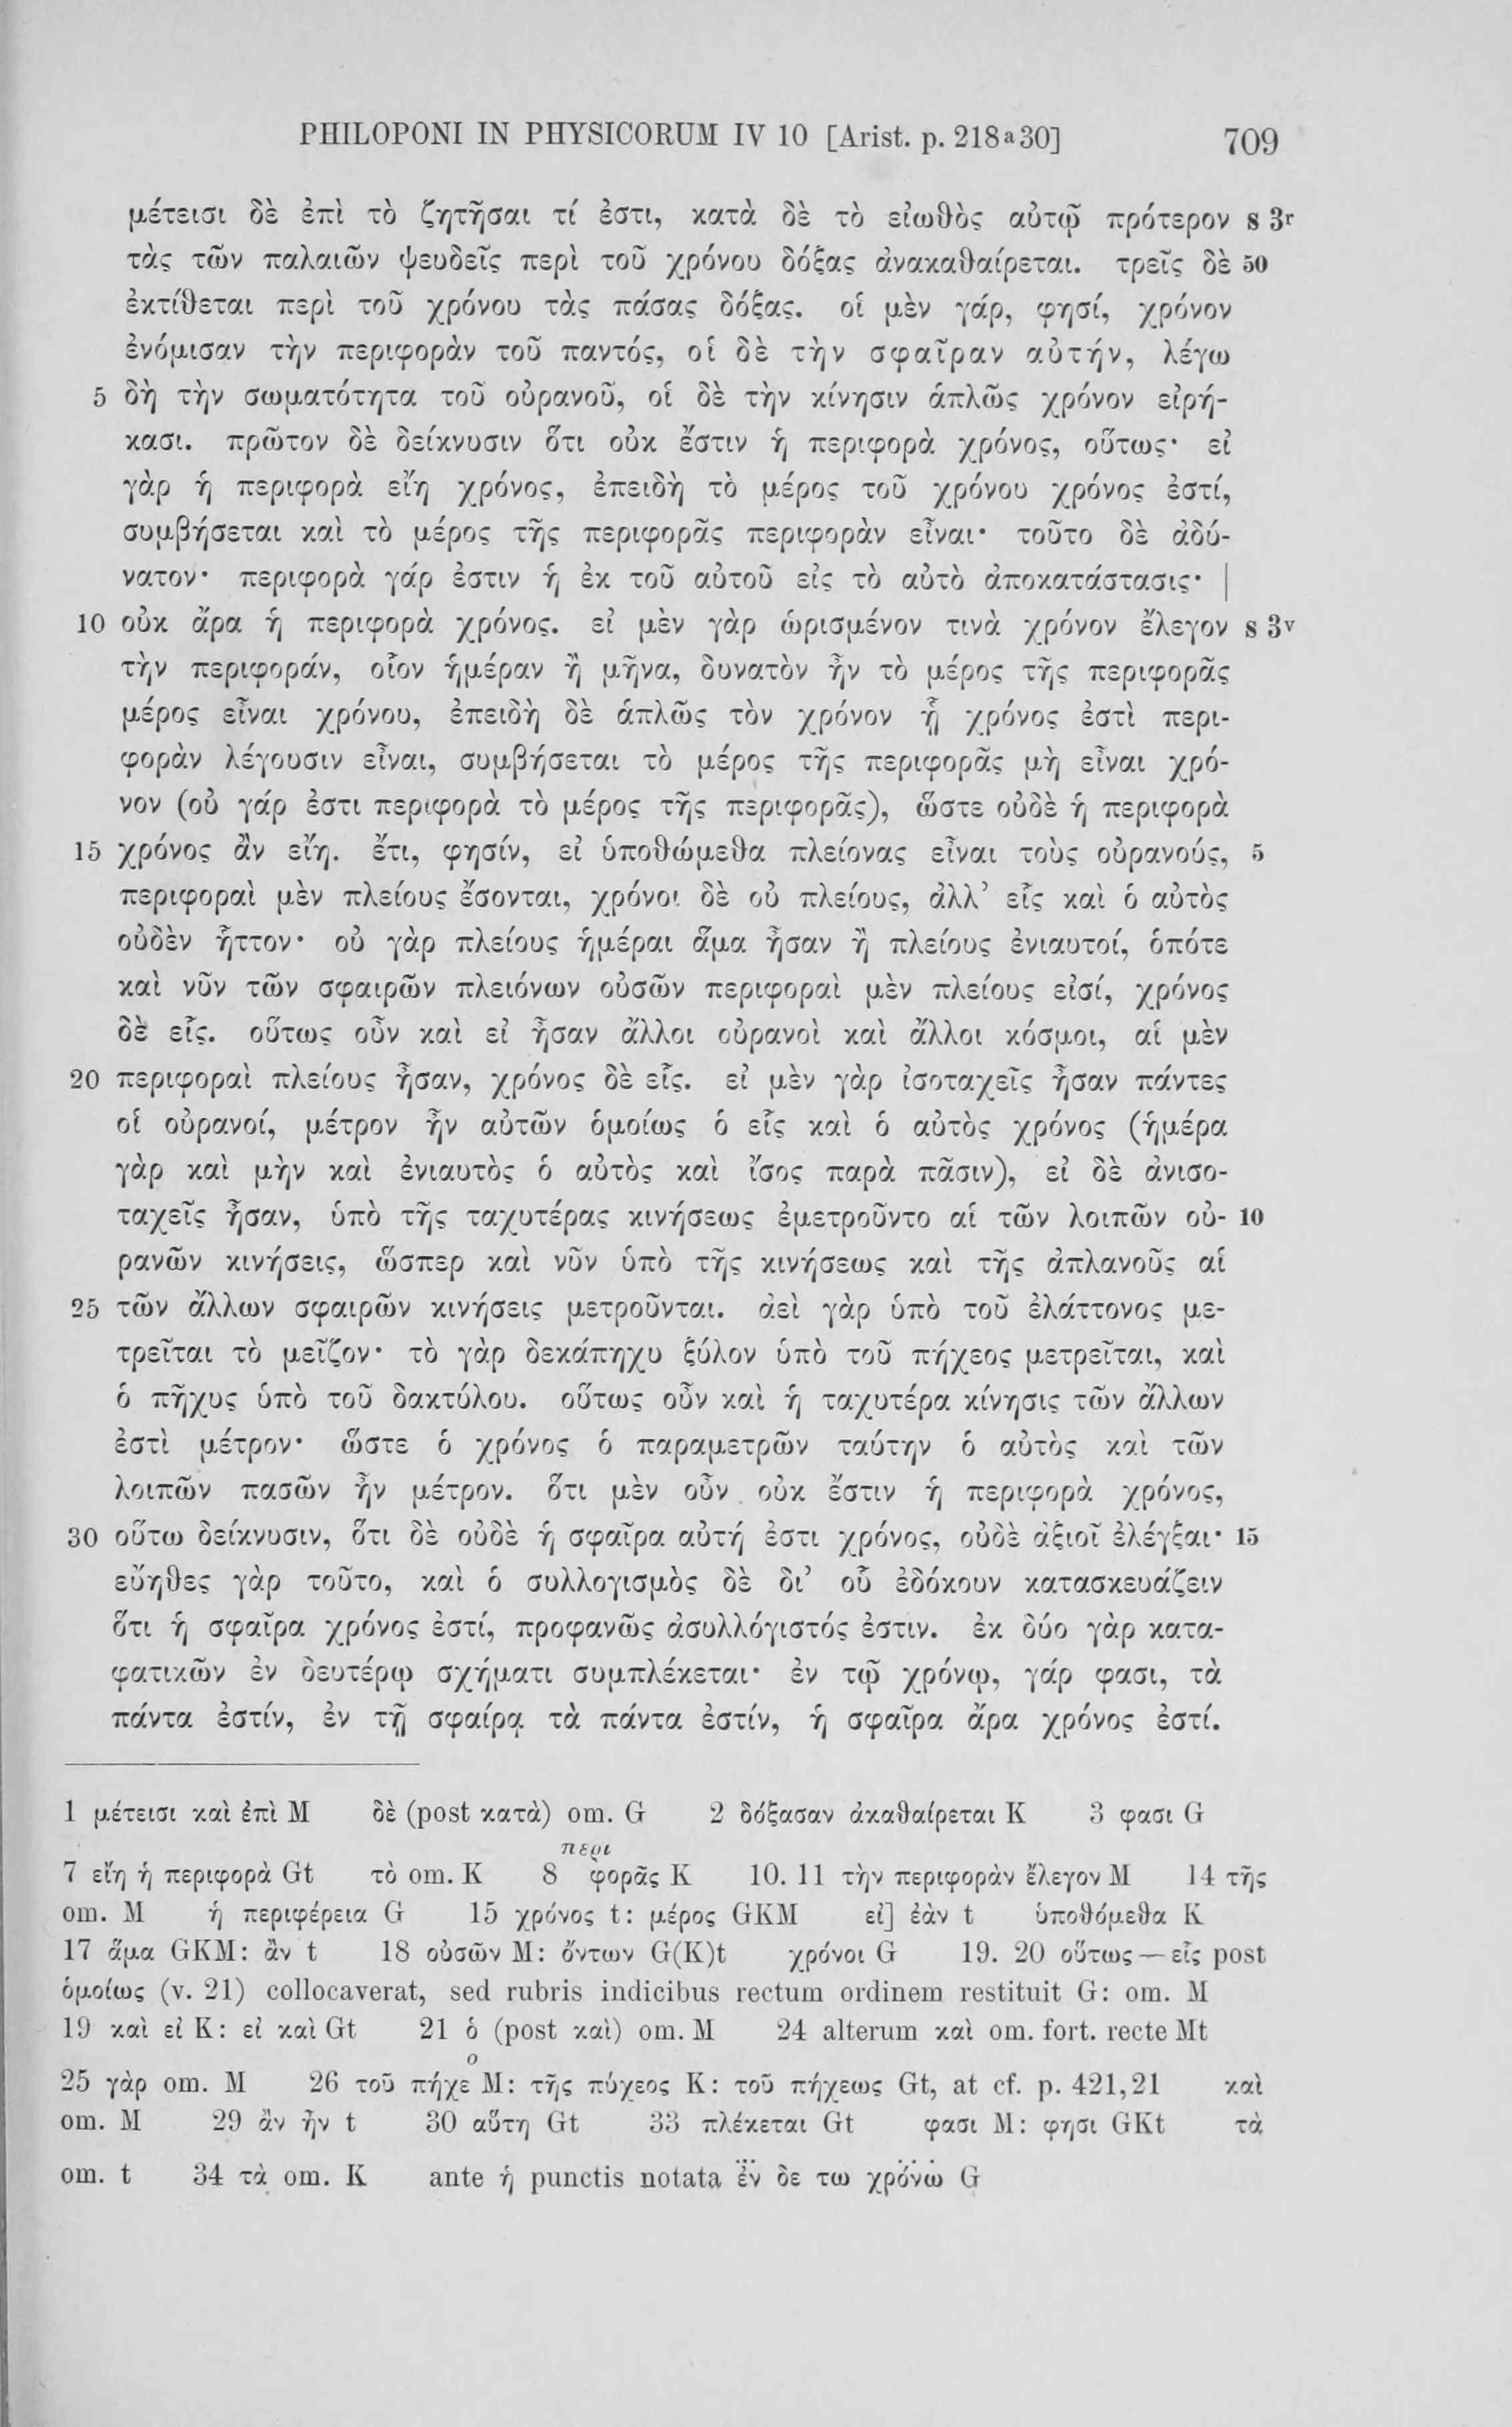 PHILOPONI IN PHYSICORUM IV 10 [Arist. p. 218ᵃ30] 709
μέτεισι δὲ ἐπὶ τὸ ζητῆσαι τί ἐστι, κατὰ δὲ τὸ εἰωθὸς αὐτῷ πρότερον s 3r
τὰς τῶν παλαιῶν ψευδεῖς περὶ τοῦ χρόνου δόξας ἀνακαθαίρεται. τρεῖς δὲ 50
ἐκτίθεται περὶ τοῦ χρόνου τὰς πάσας δόξας. οἱ μὲν γάρ, φησί, χρόνον
ἐνόμισαν τὴν περιφορὰν τοῦ παντός, οἱ δὲ τὴν σφαῖραν αὐτήν, λέγω
5 δὴ τὴν σωματότητα τοῦ οὐρανοῦ, οἱ δὲ τὴν κίνησιν ἁπλῶς χρόνον εἰρή-
κασι. πρῶτον δὲ δείκνυσιν ὅτι οὐκ ἔστιν ἡ περιφορὰ χρόνος, οὕτως· εἰ
γὰρ ἡ περιφορὰ εἴη χρόνος, ἐπειδὴ τὸ μέρος τοῦ χρόνου χρόνος ἐστί,
συμβήσεται καὶ τὸ μέρος τῆς περιφορᾶς περιφορὰν εἶναι· τοῦτο δὲ ἀδύ-
νατον· περιφορὰ γάρ ἐστιν ἡ ἐκ τοῦ αὐτοῦ εἰς τὸ αὐτὸ ἀποκατάστασις· |
10 οὐκ ἄρα ἡ περιφορὰ χρόνος. εἰ μὲν γὰρ ὡρισμένον τινὰ χρόνον ἔλεγον s 3v
τὴν περιφοράν, οἷον ἡμέραν ἢ μῆνα, δυνατὸν ἦν τὸ μέρος τῆς περιφορᾶς
μέρος εἶναι χρόνου, ἐπειδὴ δὲ ἁπλῶς τὸν χρόνον ᾗ χρόνος ἐστὶ περι-
φορὰν λέγουσιν εἶναι, συμβήσεται τὸ μέρος τῆς περιφορᾶς μὴ εἶναι χρό-
νον (οὐ γάρ ἐστι περιφορὰ τὸ μέρος τῆς περιφορᾶς), ὥστε οὐδὲ ἡ περιφορὰ
15 χρόνος ἂν εἴη. ἔτι, φησίν, εἰ ὑποθώμεθα πλείονας εἶναι τοὺς οὐρανούς, 5
περιφοραὶ μὲν πλείους ἔσονται, χρόνοι δὲ οὐ πλείους, ἀλλ’ εἷς καὶ ὁ αὐτὸς
οὐδὲν ἧττον· οὐ γὰρ πλείους ἡμέραι ἅμα ἦσαν ἢ πλείους ἐνιαυτοί, ὁπότε
καὶ νῦν τῶν σφαιρῶν πλειόνων οὐσῶν περιφοραὶ μὲν πλείους εἰσί, χρόνος
δὲ εἷς. οὕτως οὖν καὶ εἰ ἦσαν ἄλλοι οὐρανοὶ καὶ ἄλλοι κόσμοι, αἱ μὲν
20 περιφοραὶ πλείους ἦσαν, χρόνος δὲ εἷς. εἰ μὲν γὰρ ἰσοταχεῖς ἦσαν πάντες
οἱ οὐρανοί, μέτρον ἦν αὐτῶν ὁμοίως ὁ εἷς καὶ ὁ αὐτὸς χρόνος (ἡμέρα
γὰρ καὶ μὴν καὶ ἐνιαυτὸς ὁ αὐτὸς καὶ ἴσος παρὰ πᾶσιν), εἰ δὲ ἀνισο-
ταχεῖς ἦσαν, ὑπὸ τῆς ταχυτέρας κινήσεως ἐμετροῦντο αἱ τῶν λοιπῶν οὐ- 10
ρανῶν κινήσεις, ὥσπερ καὶ νῦν ὑπὸ τῆς κινήσεως καὶ τῆς ἀπλανοῦς αἱ
25 τῶν ἄλλων σφαιρῶν κινήσεις μετροῦνται. ἀεὶ γὰρ ὑπὸ τοῦ ἐλάττονος με-
τρεῖται τὸ μεῖζον· τὸ γὰρ δεκάπηχυ ξύλον ὑπὸ τοῦ πήχεος μετρεῖται, καὶ
ὁ πῆχυς ὑπὸ τοῦ δακτύλου. οὕτως οὖν καὶ ἡ ταχυτέρα κίνησις τῶν ἄλλων
ἐστὶ μέτρον· ὥστε ὁ χρόνος ὁ παραμετρῶν ταύτην ὁ αὐτὸς καὶ τῶν
λοιπῶν πασῶν ἦν μέτρον. ὅτι μὲν οὖν οὐκ ἔστιν ἡ περιφορὰ χρόνος,
30 οὕτω δείκνυσιν, ὅτι δὲ οὐδὲ ἡ σφαῖρα αὐτή ἐστι χρόνος, οὐδὲ ἀξιοῖ ἐλέγξαι· 15
εὔηθες γὰρ τοῦτο, καὶ ὁ συλλογισμὸς δὲ δι’ οὗ ἐδόκουν κατασκευάζειν
ὅτι ἡ σφαῖρα χρόνος ἐστί, προφανῶς ἀσυλλόγιστός ἐστιν. ἐκ δύο γὰρ κατα-
φατικῶν ἐν δευτέρῳ σχήματι συμπλέκεται· ἐν τῷ χρόνῳ, γάρ φασι, τὰ
πάντα ἐστίν, ἐν τῇ σφαίρᾳ τὰ πάντα ἐστίν, ἡ σφαῖρα ἄρα χρόνος ἐστί.
1 μέτεισι καὶ ἐπὶ M δὲ (post κατὰ) om. G 2 δόξασαν ἀκαθαίρεται K 3 φασι G
περι
7 εἴη ἡ περιφορὰ Gt τὸ om. K 8 φορᾶς K 10. 11 τὴν περιφορὰν ἔλεγον M 14 τῆς
om. M ἡ περιφέρεια G 15 χρόνος t: μέρος GKM εἰ] ἐὰν t ὑποθόμεθα K
17 ἅμα GKM: ἂν t 18 οὐσῶν M: ὄντων G(K)t χρόνοι G 19. 20 οὕτως — εἷς post
ὁμοίως (v. 21) collocaverat, sed rubris indicibus rectum ordinem restituit G: om. M
19 καὶ εἰ K: εἰ καὶ Gt 21 ὁ (post καὶ) om. M 24 alterum καὶ om. fort. recte Mt
ο
25 γὰρ om. M 26 τοῦ πήχε M: τῆς πύχεος K: τοῦ πήχεως Gt, at cf. p. 421,21 καὶ
om. M 29 ἂν ἦν t 30 αὕτη Gt 33 πλέκεται Gt φασι M: φησι GKt τὰ
om. t 34 τὰ om. K ante ἡ punctis notata ἐν δε τω χρόνω G